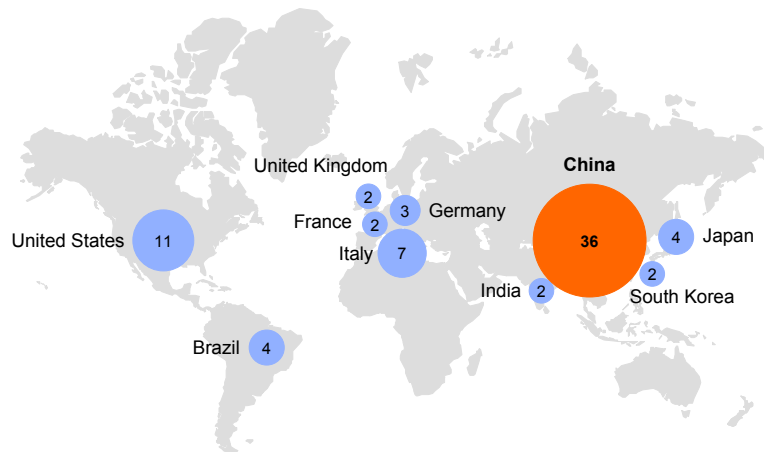 United Kingdom
China
2
3
Germany
France
2
United States
11
Italy
7
36
4
Japan
India
2
2
South Korea
Brazil
4